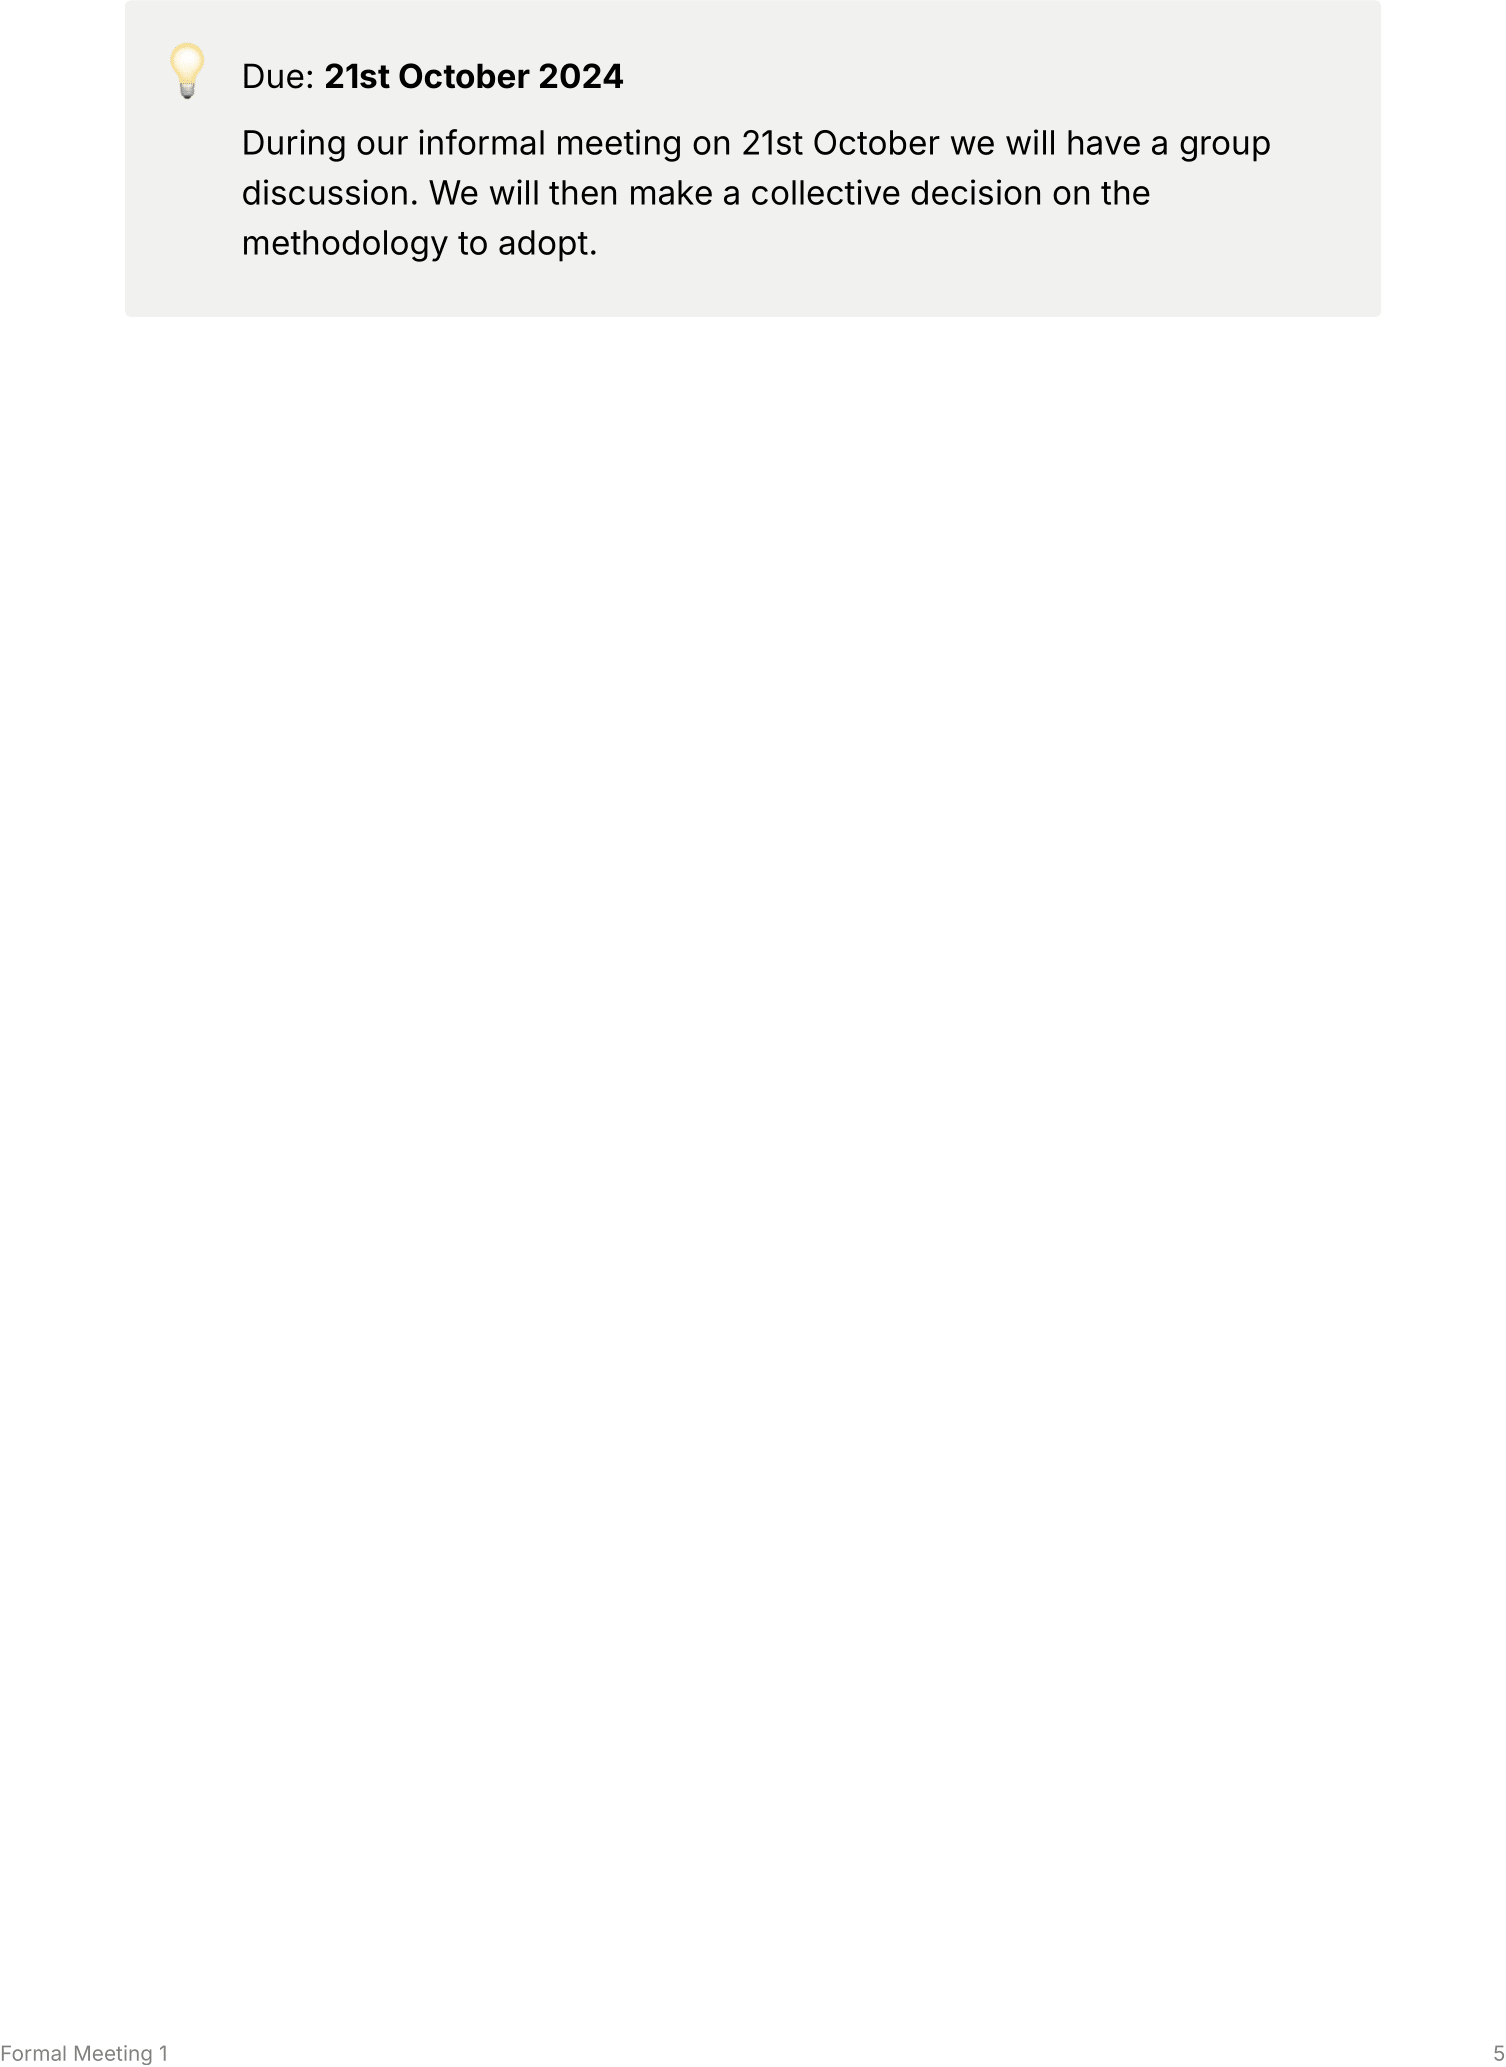 Due: 21st October 2024
During our informal meeting on 21st October we will have a group
discussion. We will then make a collective decision on the
methodology to adopt.
Formal Meeting 1
5